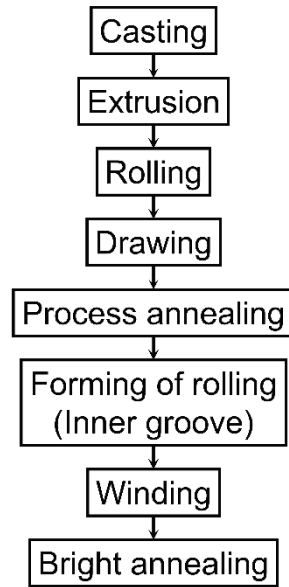 Casting
Extrusion
Rolling
Drawing
Process annealing
Forming of rolling
(Inner groove)
Winding
Bright annealing